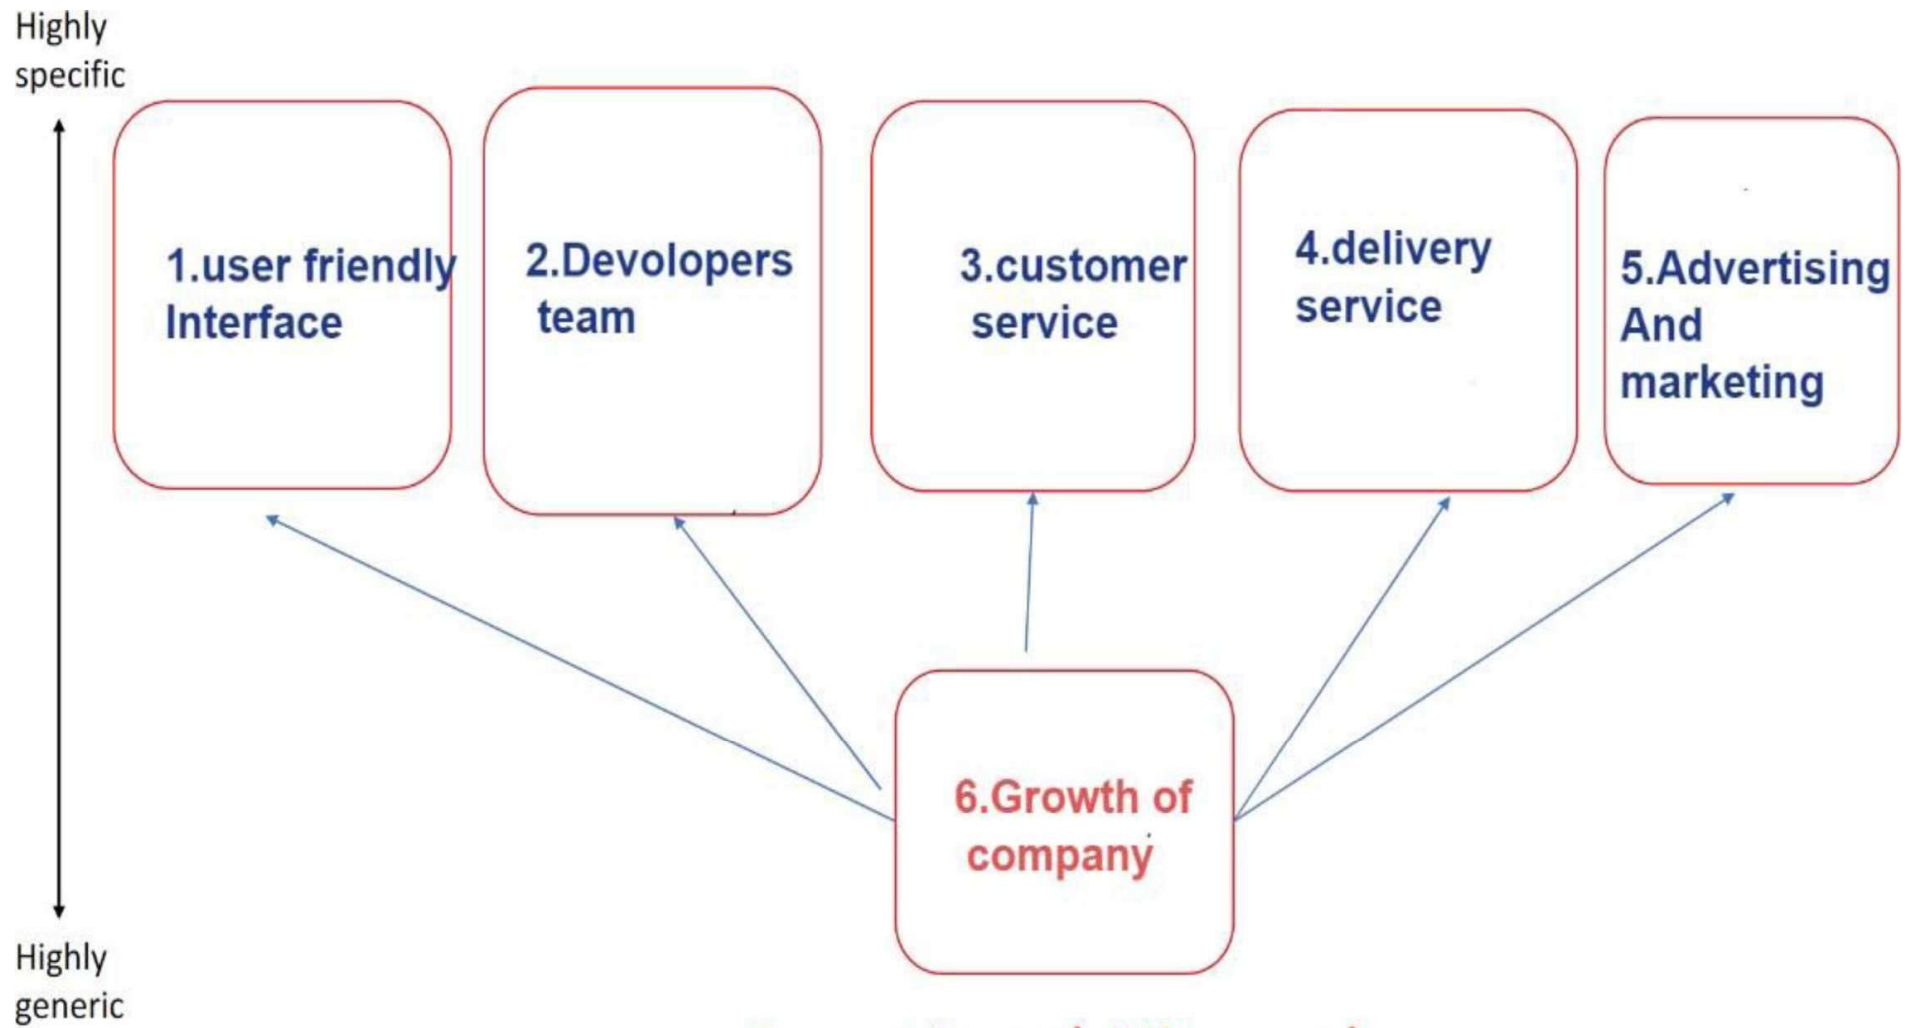 Highly
specific
1.user friendly
Interface
2.Devolopers
team
3.customer
service
4.delivery
service
5.Advertising
And
marketing
6.Growth of
company
Highly
generic